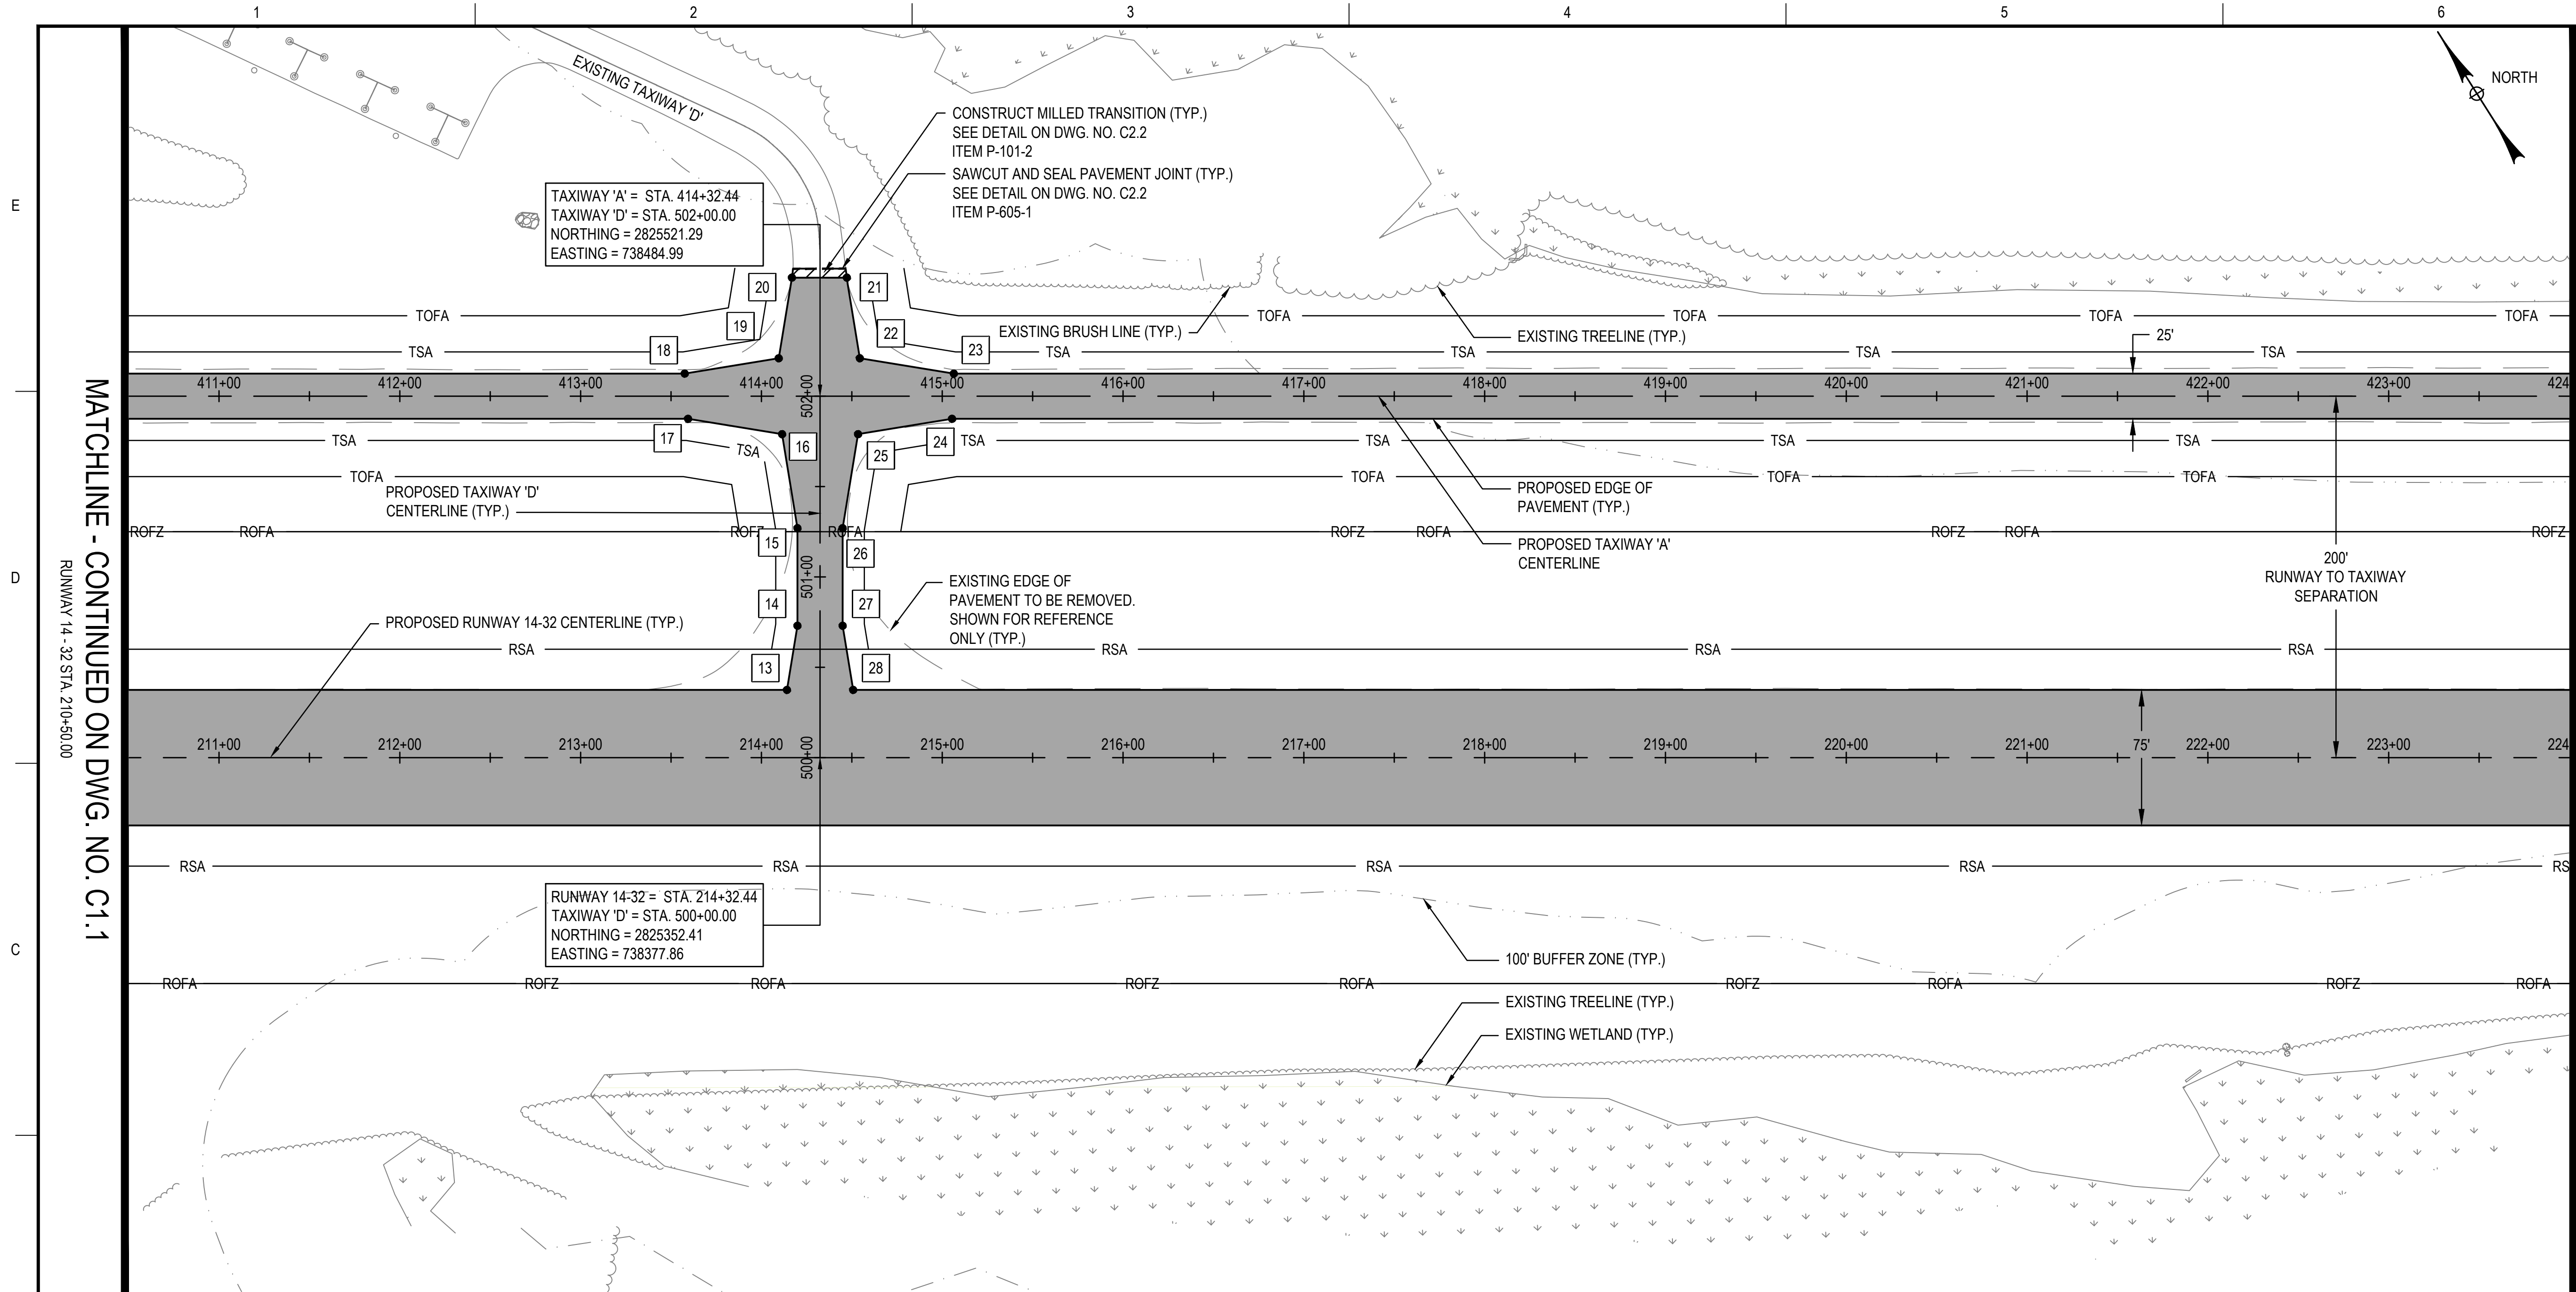 1 2 3 4 5 6
NORTH
EXISTING TAXIWAY 'D'
CONSTRUCT MILLED TRANSITION (TYP.)
SEE DETAIL ON DWG. NO. C2.2
ITEM P-101-2
SAWCUT AND SEAL PAVEMENT JOINT (TYP.)
SEE DETAIL ON DWG. NO. C2.2
ITEM P-605-1
E
TAXIWAY 'A' = STA. 414+32.44
TAXIWAY 'D' = STA. 502+00.00
NORTHING = 2825521.29
EASTING = 738484.99
20 21
TOFA TOFA TOFA TOFA TOFA
19 22
EXISTING BRUSH LINE (TYP.)
EXISTING TREELINE (TYP.)
25'
18 23
TSA TSA TSA TSA TSA
411+00 412+00 413+00 414+00 415+00 416+00 417+00 418+00 419+00 420+00 421+00 422+00 423+00 424
502+00
17 16 25 24
TSA TSA TSA TSA TSA TSA
TOFA TOFA TOFA TOFA
PROPOSED TAXIWAY 'D'
CENTERLINE (TYP.)
PROPOSED EDGE OF
PAVEMENT (TYP.)
ROFZ ROFA ROFZ ROFA ROFZ ROFA ROFZ ROFA ROFZ
15 26
PROPOSED TAXIWAY 'A'
CENTERLINE
200'
RUNWAY TO TAXIWAY
SEPARATION
D
501+00
EXISTING EDGE OF
PAVEMENT TO BE REMOVED.
SHOWN FOR REFERENCE
ONLY (TYP.)
14 27
PROPOSED RUNWAY 14-32 CENTERLINE (TYP.)
RSA RSA RSA RSA
13 28
MATCHLINE - CONTINUED ON DWG. NO. C1.1
RUNWAY 14 - 32 STA. 210+50.00
211+00 212+00 213+00 214+00 215+00 216+00 217+00 218+00 219+00 220+00 221+00 75' 222+00 223+00 224
500+00
RSA RSA RSA RSA RS
RUNWAY 14-32 = STA. 214+32.44
TAXIWAY 'D' = STA. 500+00.00
NORTHING = 2825352.41
EASTING = 738377.86
C
100' BUFFER ZONE (TYP.)
ROFA ROFZ ROFA ROFZ ROFA ROFZ ROFA ROFZ ROFA
EXISTING TREELINE (TYP.)
EXISTING WETLAND (TYP.)